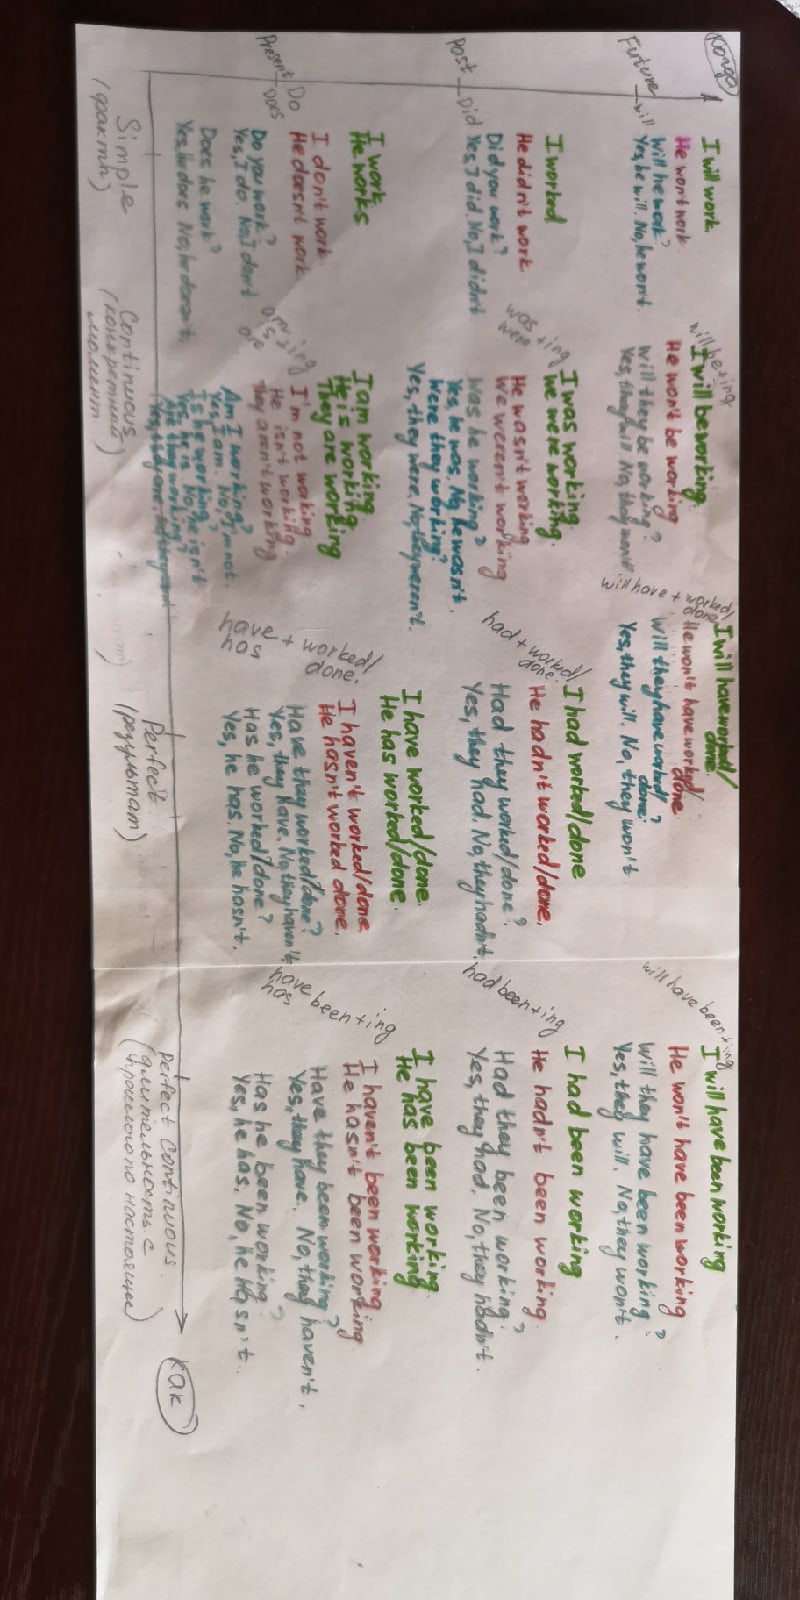 Когда
Future
will
Past
Did
Present
Do
Does
I will work.
He won't work.
Will he work?
Yes, he will. No, he won't.
I worked
He didn't work.
Did you work?
Yes, I did. No, I didn't
I work.
He works
I don't work.
He doesn't work.
Do you work?
Yes, I do. No, I don't.
Does he work?
Yes, he does. No, he doesn't.
will be+ing
I will be working.
He won't be working
Will they be working?
Yes, they will. No, they won't
was +ing
were
I was working.
We were working.
He wasn't working
We weren't working
Was he working?
Yes, he was. No, he wasn't.
Were they working?
Yes, they were. No, they weren't.
am
is +ing
are
I am working.
He is working.
They are working
I'm not working.
He isn't working.
They aren't working
Am I working?
Yes, I am. No, I'm not.
Is he working?
Yes, he is. No, he isn't
Are they working?
Yes, they are.
will have + worked/
done
I will have worked/
done.
He won't have worked/
done
Will they have worked/
done?
Yes, they will. No, they won't
had + worked/
done.
I had worked/done
He hadn't worked/done.
Had they worked/done?
Yes, they had. No, they hadn't.
have + worked/
has done.
I have worked/done.
He has worked/done.
I haven't worked/done
He hasn't worked done.
Have they worked/done?
Yes, they have. No, they haven't
Has he worked/done?
Yes, he has. No, he hasn't.
will have been+ing
I will have been working
He won't have been working
Will they have been working?
Yes, they will. No, they won't.
had been+ing
I had been working
He hadn't been working.
Had they been working?
Yes, they had. No, they hadn't.
have been+ing
has
I have been working.
He has been working
I haven't been working.
He hasn't been working.
Have they been working?
Yes, they have. No, they haven't.
Has he been working?
Yes, he has. No, he hasn't.
Как
Simple
(факты)
Continuous
(конкретный
момент)
Perfect
(результат)
Perfect Continuous
(длительность с
прошлого по настоящее)